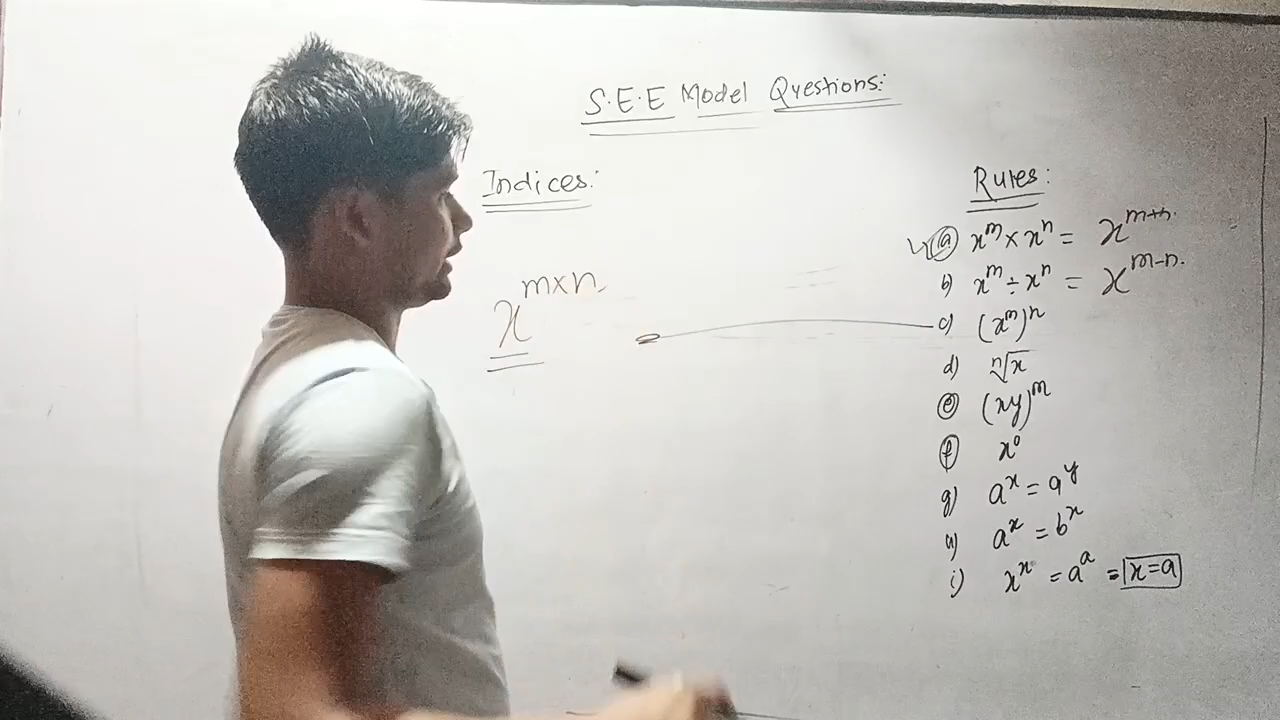 S.E.E Model Questions:
Indices:
x^{m×n}
Rules:
(a) x^m × x^n = x^{m+n}.
b) x^m ÷ x^n = x^{m-n}.
c) (x^m)^n
d) ⁿ√x
(e) (xy)^m
(f) x^0
g) a^x = a^y
h) a^x = b^x
i) x^x = a^a = x=a